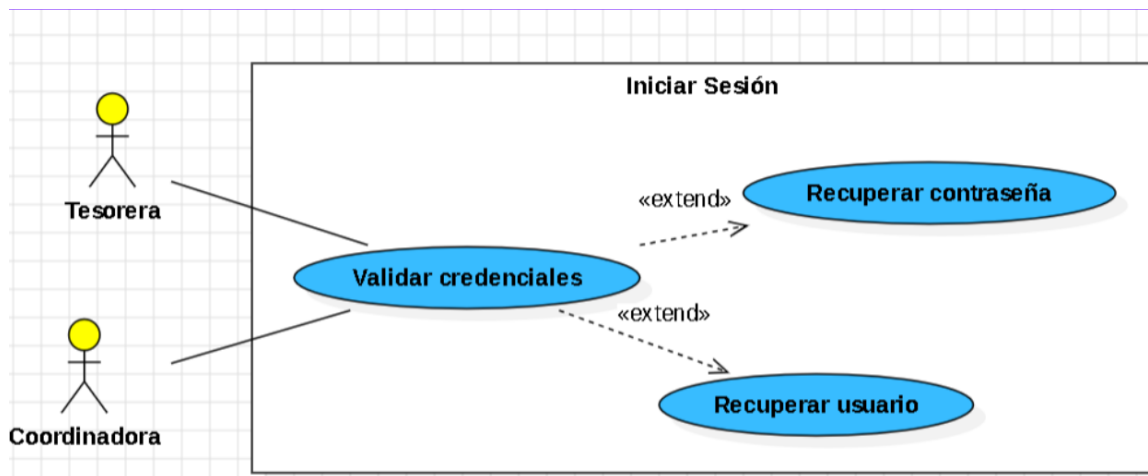 Iniciar Sesión
Tesorera
«extend»
Recuperar contraseña
Validar credenciales
«extend»
Coordinadora
Recuperar usuario